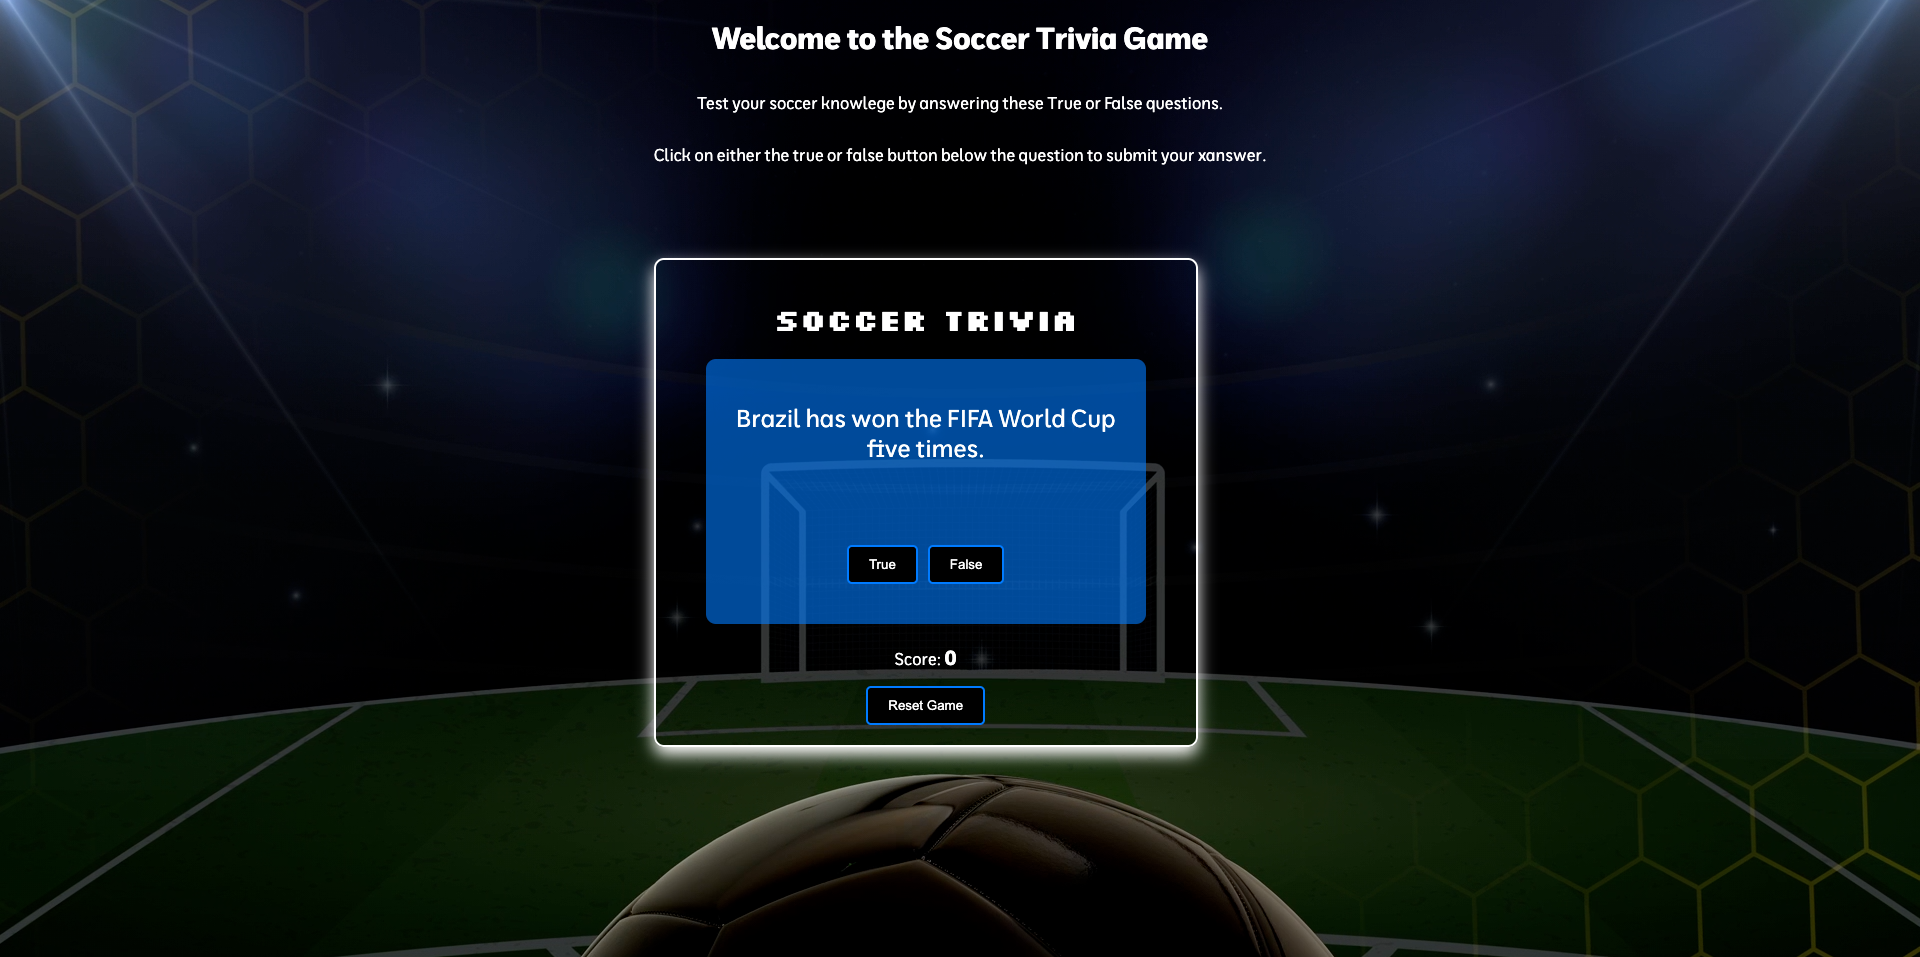 Welcome to the Soccer Trivia Game
Test your soccer knowlege by answering these True or False questions.
Click on either the true or false button below the question to submit your xanswer.
SOCCER TRIVIA
Brazil has won the FIFA World Cup
five times.
True False
Score: 0
Reset Game